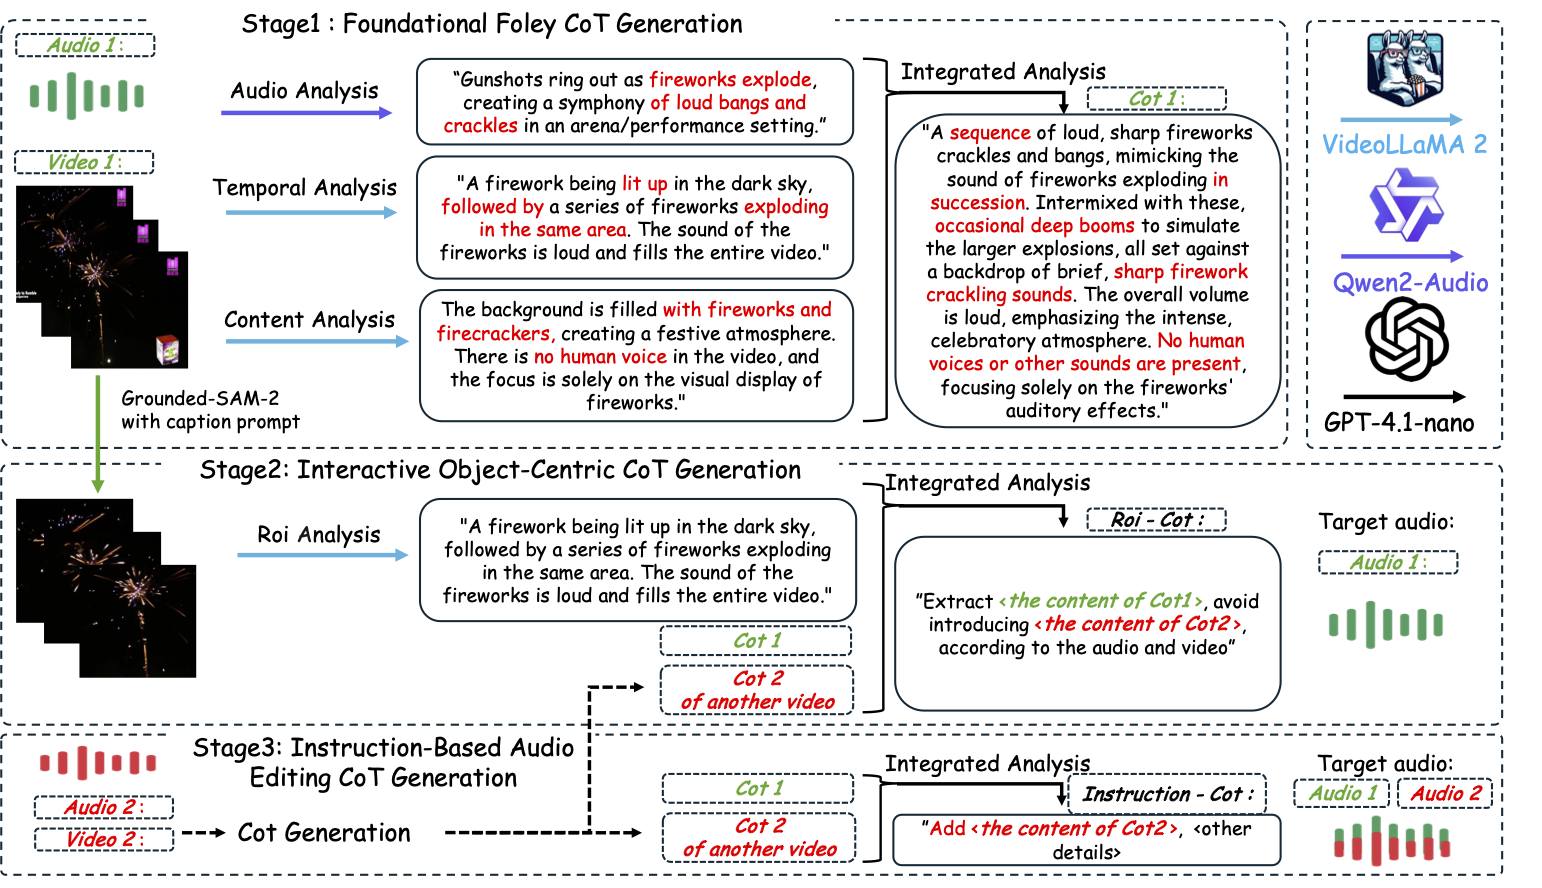 Stage1 : Foundational Foley CoT Generation
Audio 1 :
Audio Analysis
“Gunshots ring out as fireworks explode,
creating a symphony of loud bangs and
crackles in an arena/performance setting.”
Video 1 :
Temporal Analysis
"A firework being lit up in the dark sky,
followed by a series of fireworks exploding
in the same area. The sound of the
fireworks is loud and fills the entire video."
Content Analysis
The background is filled with fireworks and
firecrackers, creating a festive atmosphere.
There is no human voice in the video, and
the focus is solely on the visual display of
fireworks."
Integrated Analysis
Cot 1 :
"A sequence of loud, sharp fireworks
crackles and bangs, mimicking the
sound of fireworks exploding in
succession. Intermixed with these,
occasional deep booms to simulate
the larger explosions, all set against
a backdrop of brief, sharp firework
crackling sounds. The overall volume
is loud, emphasizing the intense,
celebratory atmosphere. No human
voices or other sounds are present,
focusing solely on the fireworks'
auditory effects."
VideoLLaMA 2
Qwen2-Audio
GPT-4.1-nano
Grounded-SAM-2
with caption prompt
Stage2: Interactive Object-Centric CoT Generation
Roi Analysis
"A firework being lit up in the dark sky,
followed by a series of fireworks exploding
in the same area. The sound of the
fireworks is loud and fills the entire video."
Cot 1
Cot 2
of another video
Integrated Analysis
Roi - Cot :
”Extract <the content of Cot1>, avoid
introducing <the content of Cot2>,
according to the audio and video”
Target audio:
Audio 1 :
Stage3: Instruction-Based Audio
Editing CoT Generation
Audio 2 :
Video 2 :
Cot Generation
Cot 1
Cot 2
of another video
Integrated Analysis
Instruction - Cot :
”Add <the content of Cot2>, <other
details>
Target audio:
Audio 1
Audio 2